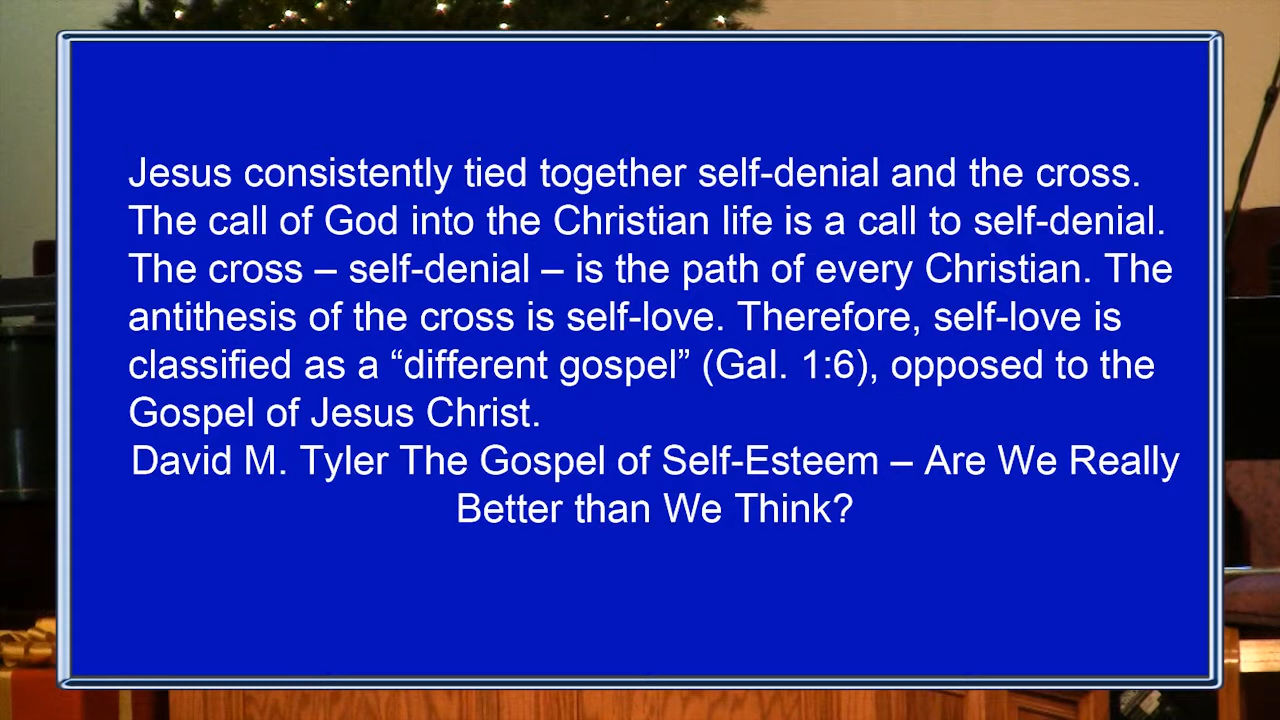 Jesus consistently tied together self-denial and the cross.
The call of God into the Christian life is a call to self-denial.
The cross – self-denial – is the path of every Christian. The
antithesis of the cross is self-love. Therefore, self-love is
classified as a “different gospel” (Gal. 1:6), opposed to the
Gospel of Jesus Christ.
David M. Tyler The Gospel of Self-Esteem – Are We Really
Better than We Think?